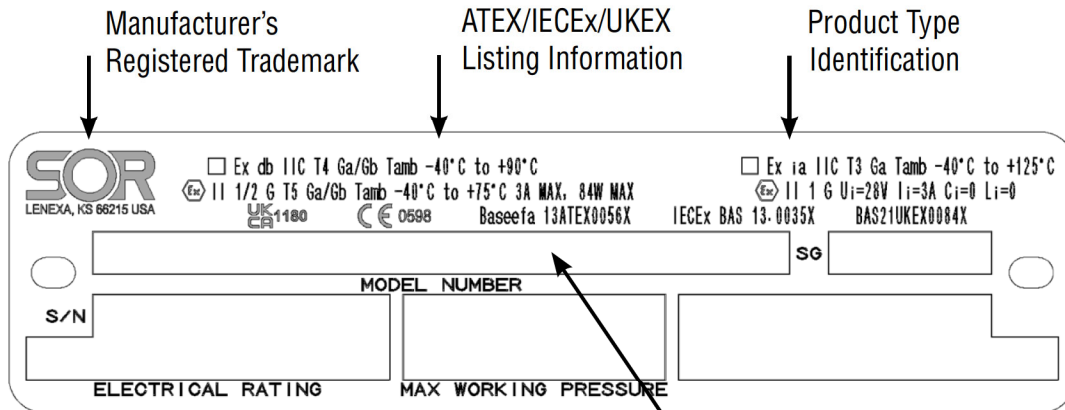 Manufacturer's
Registered Trademark
ATEX/IECEx/UKEX
Listing Information
Product Type
Identification
SOR
LENEXA, KS 66215 USA
□ Ex db IIC T4 Ga/Gb Tamb -40°C to +90°C
Ex II 1/2 G T5 Ga/Gb Tamb -40°C to +75°C 3A MAX, 84W MAX
□ Ex ia IIC T3 Ga Tamb -40°C to +125°C
Ex II 1 G Ui=28V Ii=3A Ci=0 Li=0
UKCA 1180 CE 0598 Baseefa 13ATEX0056X IECEx BAS 13.0035X BAS21UKEX0084X
SG
MODEL NUMBER
S/N
ELECTRICAL RATING
MAX WORKING PRESSURE